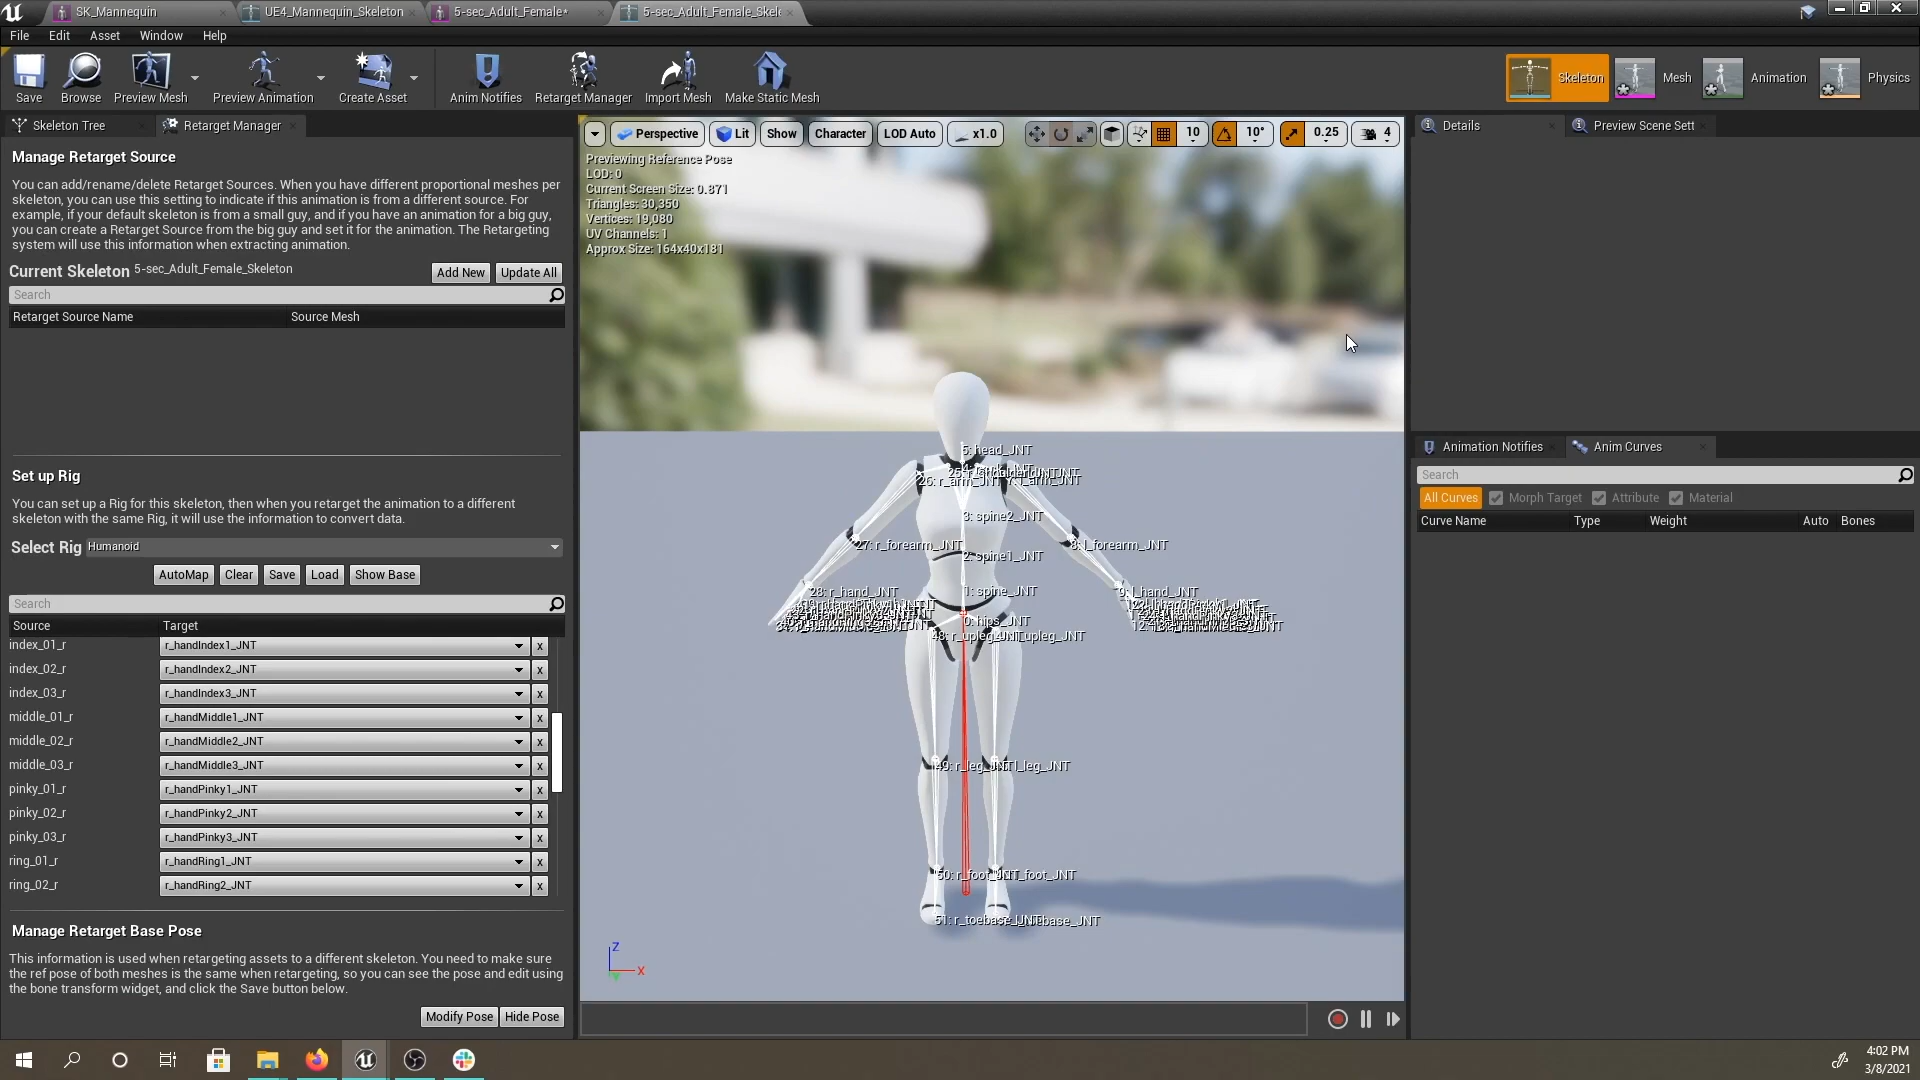 SK_Mannequin
UE4_Mannequin_Skeleton
5-sec_Adult_Female*
5-sec_Adult_Female_Skel
File Edit Asset Window Help
Save
Browse
Preview Mesh
Preview Animation
Create Asset
Anim Notifies
Retarget Manager
Import Mesh
Make Static Mesh
Skeleton
Mesh
Animation
Physics
Skeleton Tree
Retarget Manager
Manage Retarget Source
You can add/rename/delete Retarget Sources. When you have different proportional meshes per
skeleton, you can use this setting to indicate if this animation is from a different source. For
example, if your default skeleton is from a small guy, and if you have an animation for a big guy,
you can create a Retarget Source from the big guy and set it for the animation. The Retargeting
system will use this information when extracting animation.
Current Skeleton 5-sec_Adult_Female_Skeleton
Add New
Update All
Search
Retarget Source Name Source Mesh
Set up Rig
You can set up a Rig for this skeleton, then when you retarget the animation to a different
skeleton with the same Rig, it will use the information to convert data.
Select Rig Humanoid
AutoMap Clear Save Load Show Base
Search
Source Target
index_01_r r_handIndex1_JNT x
index_02_r r_handIndex2_JNT x
index_03_r r_handIndex3_JNT x
middle_01_r r_handMiddle1_JNT x
middle_02_r r_handMiddle2_JNT x
middle_03_r r_handMiddle3_JNT x
pinky_01_r r_handPinky1_JNT x
pinky_02_r r_handPinky2_JNT x
pinky_03_r r_handPinky3_JNT x
ring_01_r r_handRing1_JNT x
ring_02_r r_handRing2_JNT x
Manage Retarget Base Pose
This information is used when retargeting assets to a different skeleton. You need to make sure
the ref pose of both meshes is the same when retargeting, so you can see the pose and edit using
the bone transform widget, and click the Save button below.
Modify Pose Hide Pose
Perspective Lit Show Character LOD Auto x1.0 10 10° 0.25 4
Previewing Reference Pose
LOD: 0
Current Screen Size: 0.871
Triangles: 30,350
Vertices: 19,080
UV Channels: 1
Approx Size: 164x40x181
5: head_JNT
26: r_arm_JNT
3: spine2_JNT
27: r_forearm_JNT
8: l_forearm_JNT
2: spine1_JNT
28: r_hand_JNT
1: spine_JNT
9: l_hand_JNT
0: hips_JNT
48: r_upleg_JNT
upleg_JNT
49: r_leg_JNT
l_leg_JNT
50: r_foot_JNT
foot_JNT
51: r_toebase_JNT
Z
X
Details
Preview Scene Sett
Animation Notifies
Anim Curves
Search
All Curves Morph Target Attribute Material
Curve Name Type Weight Auto Bones
4:02 PM
3/8/2021